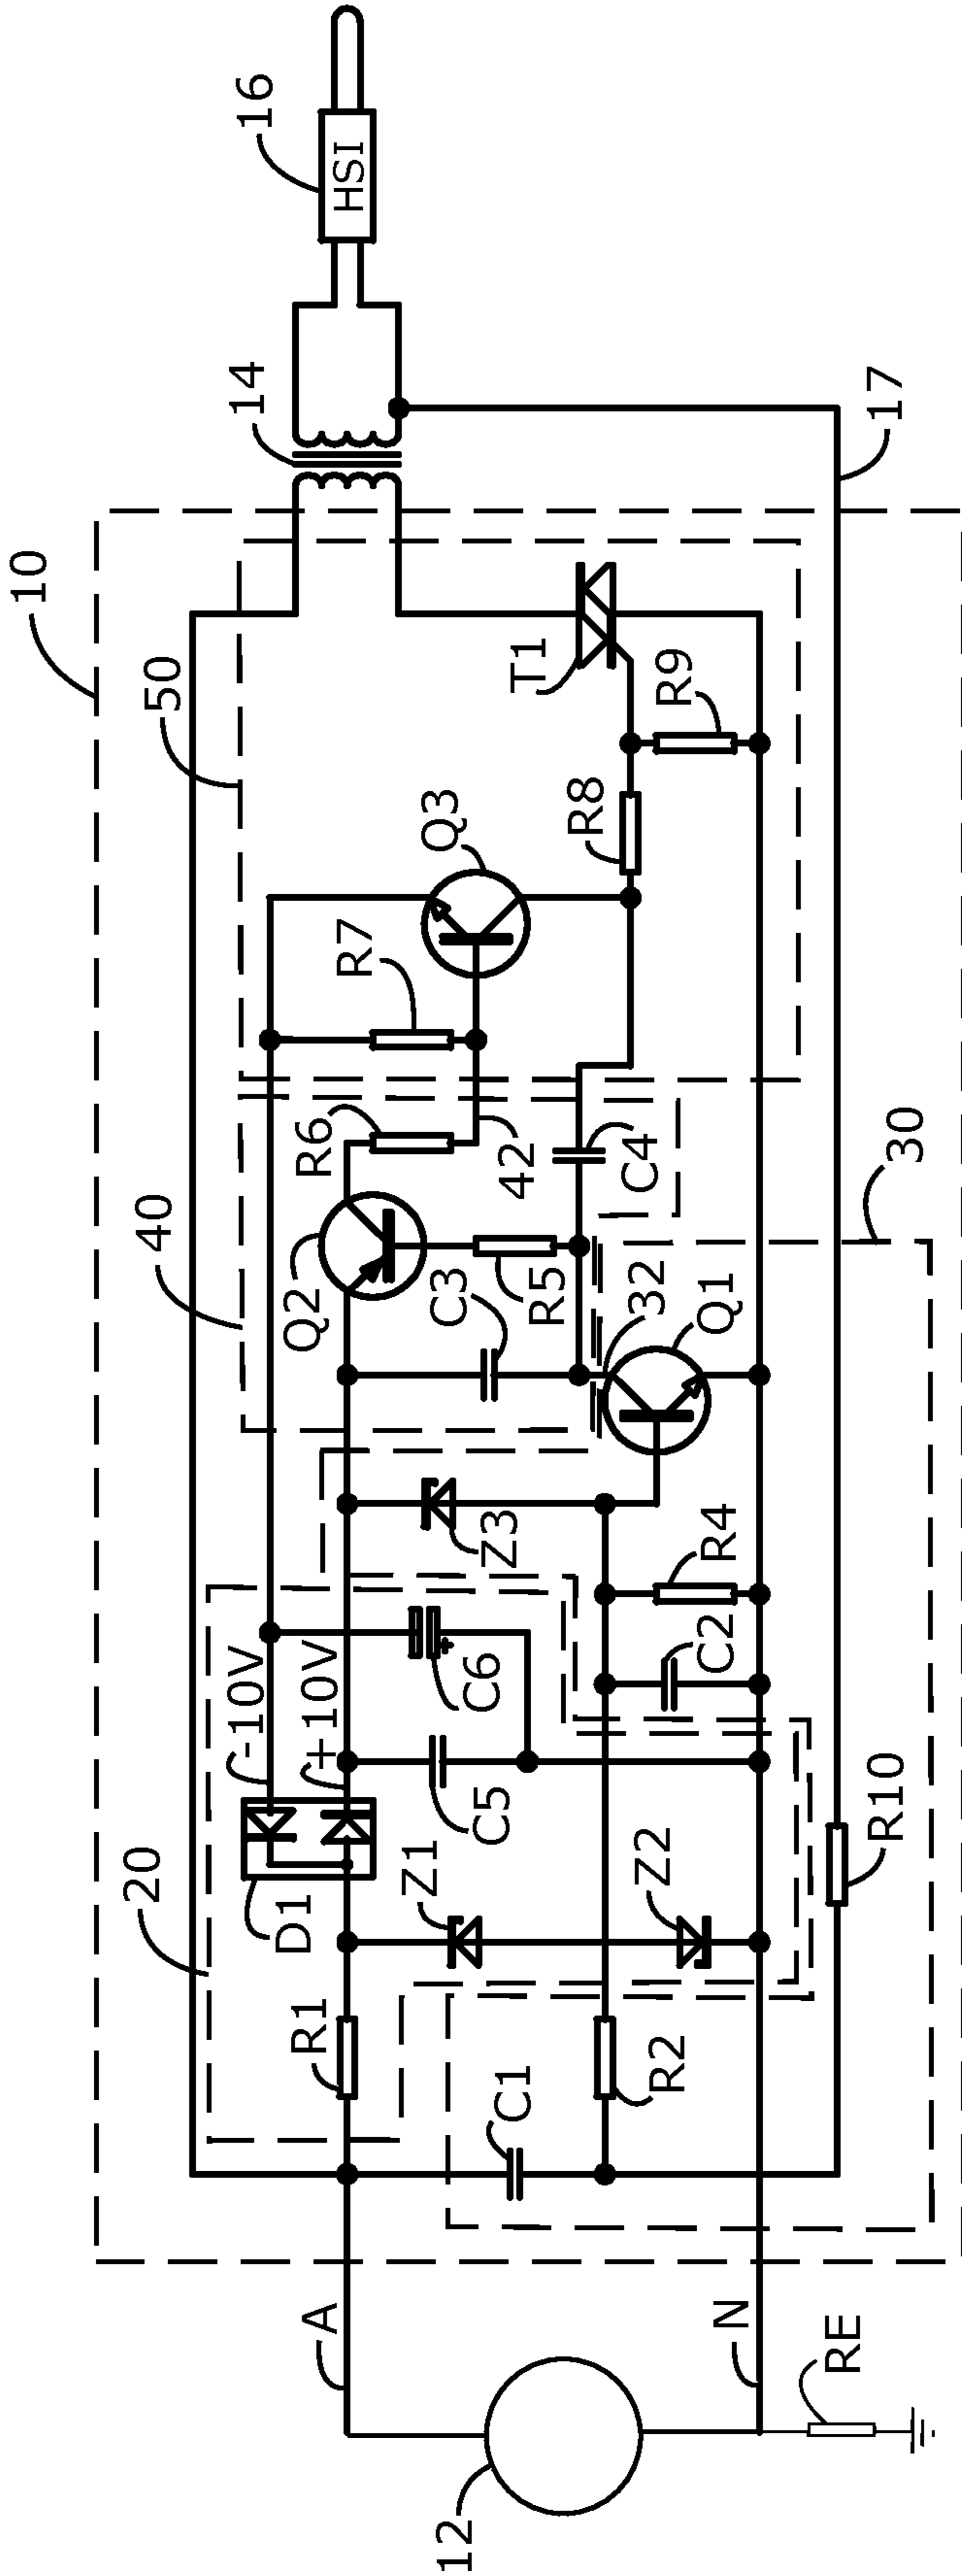 10
50
40
20
16
14
HSI
17
Q3
R7
T1
R9
R8
R6
42
C4
30
Q2
C3
R5
32
Q1
Z3
R4
C2
-10V
+10V
C6
C5
D1
Z1
Z2
R10
R1
C1
R2
A
N
RE
12